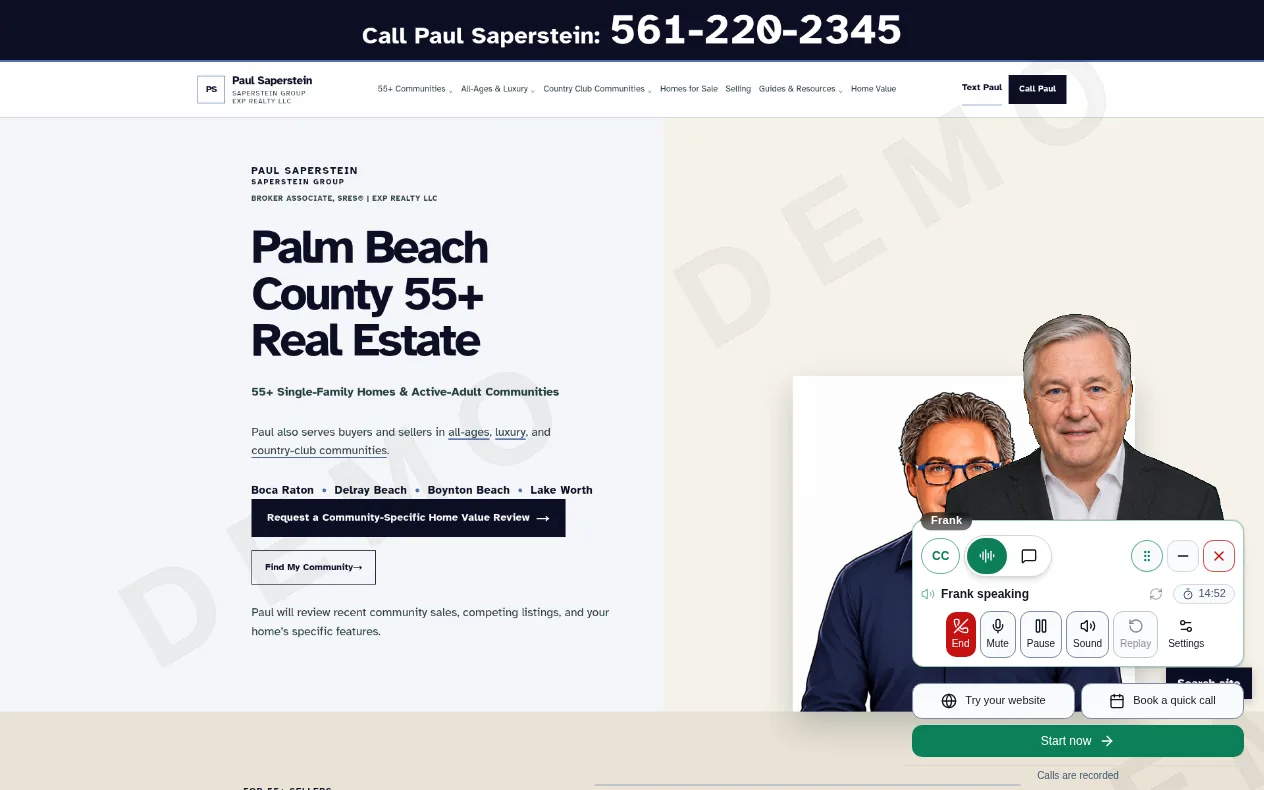 Call Paul Saperstein: 561-220-2345
PS
Paul Saperstein
SAPERSTEIN GROUP
EXP REALTY LLC
55+ Communities
All-Ages & Luxury
Country Club Communities
Homes for Sale
Selling
Guides & Resources
Home Value
Text Paul
Call Paul
PAUL SAPERSTEIN
SAPERSTEIN GROUP
BROKER ASSOCIATE, SRES® | EXP REALTY LLC
Palm Beach
County 55+
Real Estate
55+ Single-Family Homes & Active-Adult Communities
Paul also serves buyers and sellers in all-ages, luxury, and
country-club communities.
Boca Raton • Delray Beach • Boynton Beach • Lake Worth
Request a Community-Specific Home Value Review →
Find My Community→
Paul will review recent community sales, competing listings, and your
home's specific features.
DEMO
DEMO
Frank
CC
Frank speaking
14:52
End
Mute
Pause
Sound
Replay
Settings
Search site
Try your website
Book a quick call
Start now →
Calls are recorded
FOR 55+ SELLERS